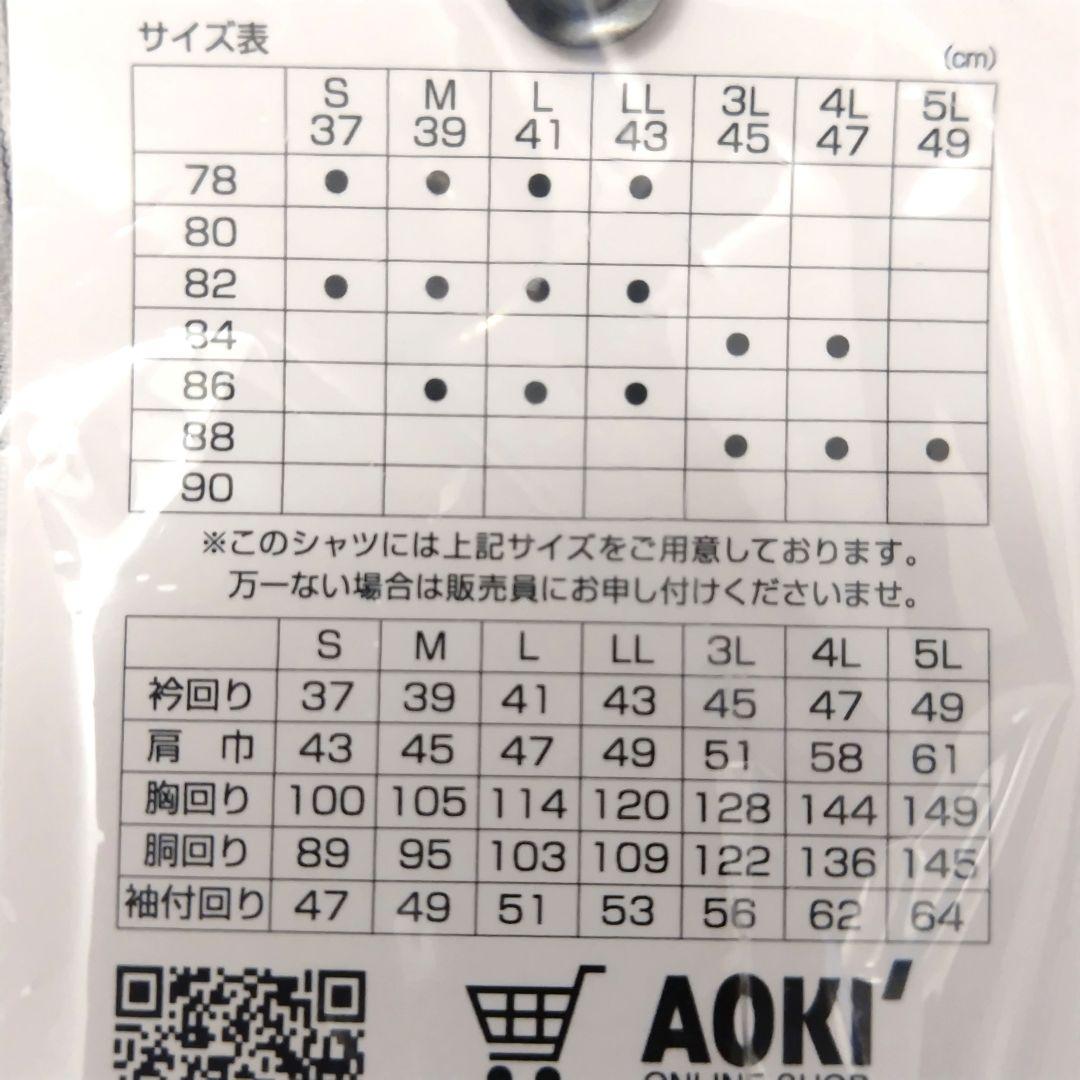 サイズ表
(cm)
S M L LL 3L 4L 5L
37 39 41 43 45 47 49
78 ● ● ● ●
80
82 ● ● ● ●
84 ● ●
86 ● ● ●
88 ● ● ●
90
※このシャツには上記サイズをご用意しております。
万一ない場合は販売員にお申し付けくださいませ。
S M L LL 3L 4L 5L
衿回り 37 39 41 43 45 47 49
肩 巾 43 45 47 49 51 58 61
胸回り 100 105 114 120 128 144 149
胴回り 89 95 103 109 122 136 145
袖付回り 47 49 51 53 56 62 64
AOKI'
ONLINE SHOP